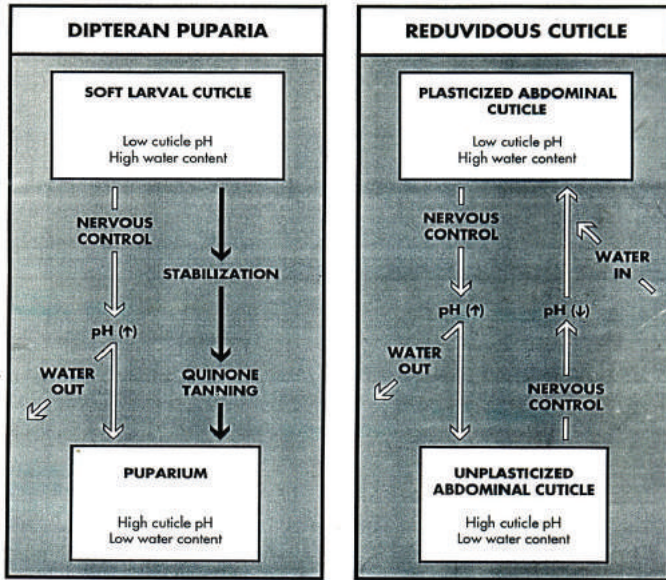 DIPTERAN PUPARIA
SOFT LARVAL CUTICLE
Low cuticle pH
High water content
NERVOUS
CONTROL
STABILIZATION
pH (↑)
WATER
OUT
QUINONE
TANNING
PUPARIUM
High cuticle pH
Low water content
REDUVIDOUS CUTICLE
PLASTICIZED ABDOMINAL
CUTICLE
Low cuticle pH
High water content
NERVOUS
CONTROL
WATER
IN
pH (↑)
pH (↓)
WATER
OUT
NERVOUS
CONTROL
UNPLASTICIZED
ABDOMINAL CUTICLE
High cuticle pH
Low water content